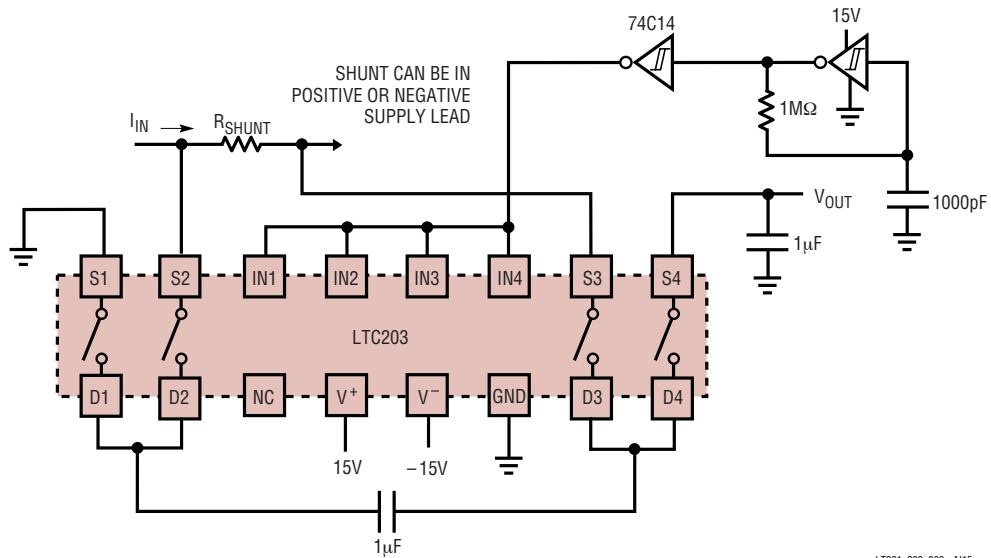 74C14
15V
SHUNT CAN BE IN
POSITIVE OR NEGATIVE
SUPPLY LEAD
1MΩ
I_IN
R_SHUNT
V_OUT
1000pF
1µF
S1
S2
IN1
IN2
IN3
IN4
S3
S4
LTC203
D1
D2
NC
V⁺
V⁻
GND
D3
D4
15V
–15V
1µF